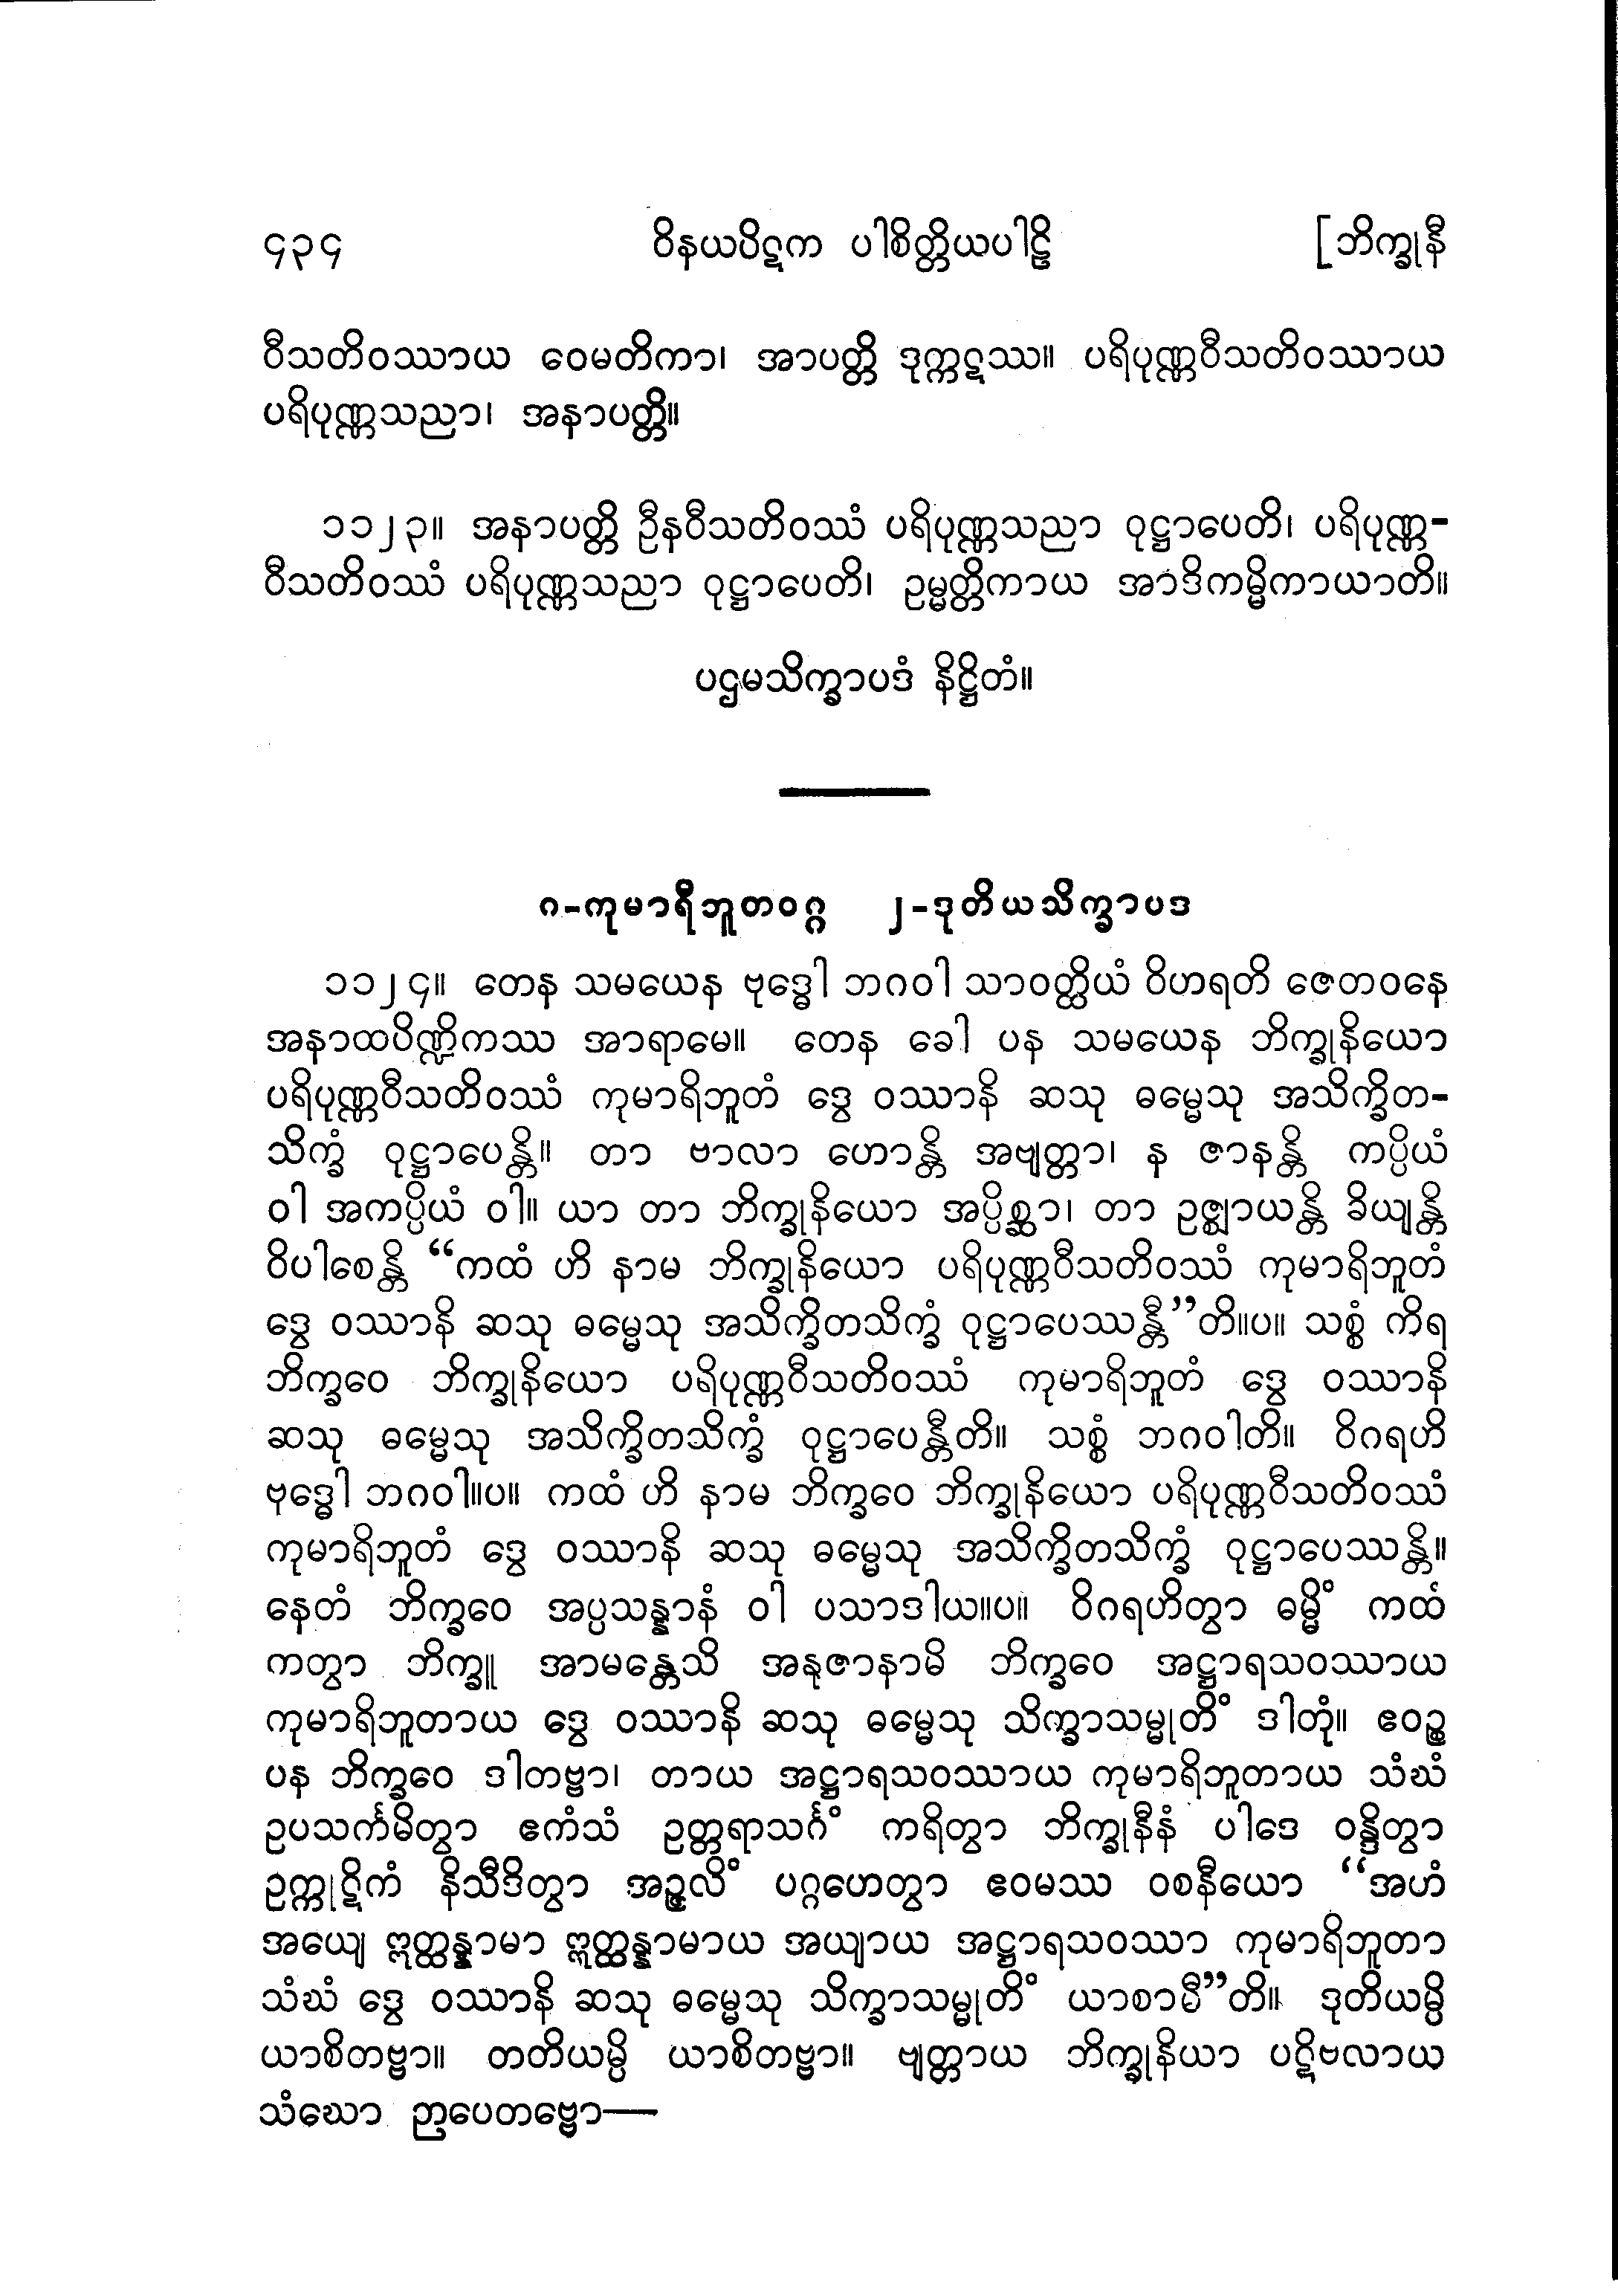 ၄၃၄ ဝိနယပိဋက ပါစိတ္တိယပါဠိ [ဘိက္ခုနီ
ဝီသတိဝဿာယ ဝေမတိကာ၊ အာပတ္တိ ဒုက္ကဋဿ။ ပရိပုဏ္ဏဝီသတိဝဿာယ
ပရိပုဏ္ဏသညာ၊ အနာပတ္တိ။
၁၁၂၃။ အနာပတ္တိ ဦနဝီသတိဝဿံ ပရိပုဏ္ဏသညာ ဝုဋ္ဌာပေတိ၊ ပရိပုဏ္ဏ-
ဝီသတိဝဿံ ပရိပုဏ္ဏသညာ ဝုဋ္ဌာပေတိ၊ ဥမ္မတ္တိကာယ အာဒိကမ္မိကာယာတိ။
ပဌမသိက္ခာပဒံ နိဋ္ဌိတံ။
ဂ-ကုမာရီဘူတဝဂ္ဂ ၂-ဒုတိယသိက္ခာပဒ
၁၁၂၄။ တေန သမယေန ဗုဒ္ဓေါ ဘဂဝါ သာဝတ္ထိယံ ဝိဟရတိ ဇေတဝနေ
အနာထပိဏ္ဍိကဿ အာရာမေ။ တေန ခေါ ပန သမယေန ဘိက္ခုနိယော
ပရိပုဏ္ဏဝီသတိဝဿံ ကုမာရိဘူတံ ဒွေ ဝဿာနိ ဆသု ဓမ္မေသု အသိက္ခိတ-
သိက္ခံ ဝုဋ္ဌာပေန္တိ။ တာ ဗာလာ ဟောန္တိ အဗျတ္တာ၊ န ဇာနန္တိ ကပ္ပိယံ
ဝါ အကပ္ပိယံ ဝါ။ ယာ တာ ဘိက္ခုနိယော အပ္ပိစ္ဆာ၊ တာ ဥဇ္ဈာယန္တိ ခိယျန္တိ
ဝိပါစေန္တိ “ကထံ ဟိ နာမ ဘိက္ခုနိယော ပရိပုဏ္ဏဝီသတိဝဿံ ကုမာရိဘူတံ
ဒွေ ဝဿာနိ ဆသု ဓမ္မေသု အသိက္ခိတသိက္ခံ ဝုဋ္ဌာပေဿန္တီ”တိ။ပ။ သစ္စံ ကိရ
ဘိက္ခဝေ ဘိက္ခုနိယော ပရိပုဏ္ဏဝီသတိဝဿံ ကုမာရိဘူတံ ဒွေ ဝဿာနိ
ဆသု ဓမ္မေသု အသိက္ခိတသိက္ခံ ဝုဋ္ဌာပေန္တီတိ။ သစ္စံ ဘဂဝါတိ။ ဝိဂရဟိ
ဗုဒ္ဓေါ ဘဂဝါ။ပ။ ကထံ ဟိ နာမ ဘိက္ခဝေ ဘိက္ခုနိယော ပရိပုဏ္ဏဝီသတိဝဿံ
ကုမာရိဘူတံ ဒွေ ဝဿာနိ ဆသု ဓမ္မေသု အသိက္ခိတသိက္ခံ ဝုဋ္ဌာပေဿန္တိ။
နေတံ ဘိက္ခဝေ အပ္ပသန္နာနံ ဝါ ပသာဒါယ။ပ။ ဝိဂရဟိတွာ ဓမ္မိံ ကထံ
ကတွာ ဘိက္ခူ အာမန္တေသိ အနုဇာနာမိ ဘိက္ခဝေ အဋ္ဌာရသဝဿာယ
ကုမာရိဘူတာယ ဒွေ ဝဿာနိ ဆသု ဓမ္မေသု သိက္ခာသမ္မုတိံ ဒါတုံ။ ဧဝဉ္စ
ပန ဘိက္ခဝေ ဒါတဗ္ဗာ၊ တာယ အဋ္ဌာရသဝဿာယ ကုမာရိဘူတာယ သံဃံ
ဥပသင်္ကမိတွာ ဧကံသံ ဥတ္တရာသင်္ဂံ ကရိတွာ ဘိက္ခုနီနံ ပါဒေ ဝန္ဒိတွာ
ဥက္ကုဋိကံ နိသီဒိတွာ အဉ္ဇလိံ ပဂ္ဂဟေတွာ ဧဝမဿ ဝစနီယော “အဟံ
အယျေ ဣတ္ထန္နာမာ ဣတ္ထန္နာမာယ အယျာယ အဋ္ဌာရသဝဿာ ကုမာရိဘူတာ
သံဃံ ဒွေ ဝဿာနိ ဆသု ဓမ္မေသု သိက္ခာသမ္မုတိံ ယာစာမီ”တိ။ ဒုတိယမ္ပိ
ယာစိတဗ္ဗာ။ တတိယမ္ပိ ယာစိတဗ္ဗာ။ ဗျတ္တာယ ဘိက္ခုနိယာ ပဋိဗလာယ
သံဃော ဉာပေတဗ္ဗော—